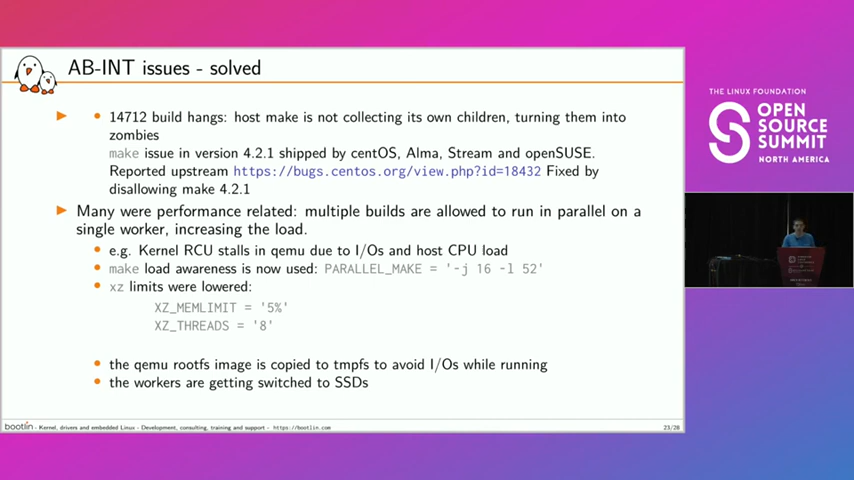 AB-INT issues - solved
14712 build hangs: host make is not collecting its own children, turning them into
zombies
make issue in version 4.2.1 shipped by centOS, Alma, Stream and openSUSE.
Reported upstream https://bugs.centos.org/view.php?id=18432 Fixed by
disallowing make 4.2.1
Many were performance related: multiple builds are allowed to run in parallel on a
single worker, increasing the load.
e.g. Kernel RCU stalls in qemu due to I/Os and host CPU load
make load awareness is now used: PARALLEL_MAKE = '-j 16 -l 52'
xz limits were lowered:
XZ_MEMLIMIT = '5%'
XZ_THREADS = '8'
the qemu rootfs image is copied to tmpfs to avoid I/Os while running
the workers are getting switched to SSDs
bootlin - Kernel, drivers and embedded Linux - Development, consulting, training and support - https://bootlin.com
23/28
THE LINUX FOUNDATION
OPEN
SOURCE
SUMMIT
NORTH AMERICA